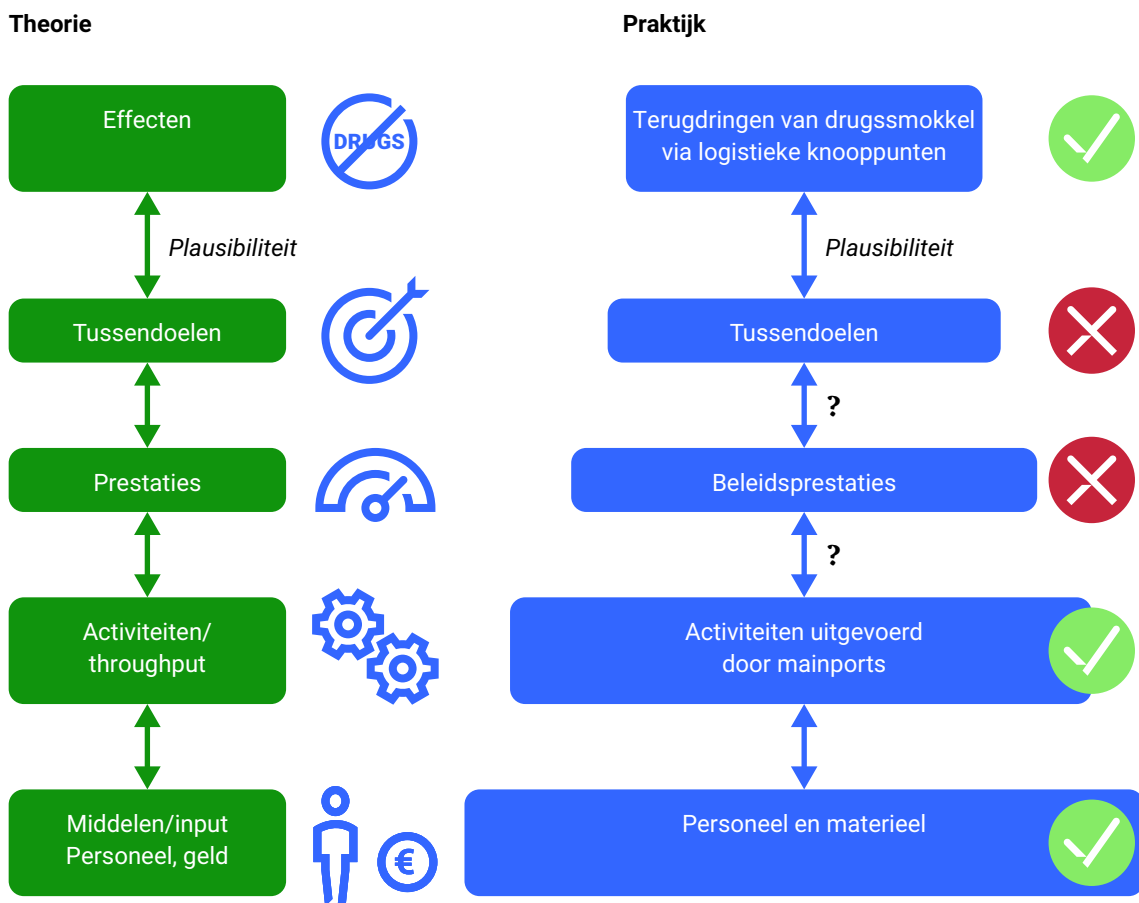 Theorie
Praktijk
Effecten
DRUGS
Terugdringen van drugssmokkel
via logistieke knooppunten
Plausibiliteit
Plausibiliteit
Tussendoelen
Tussendoelen
?
Prestaties
Beleidsprestaties
?
Activiteiten/
throughput
Activiteiten uitgevoerd
door mainports
Middelen/input
Personeel, geld
€
Personeel en materieel